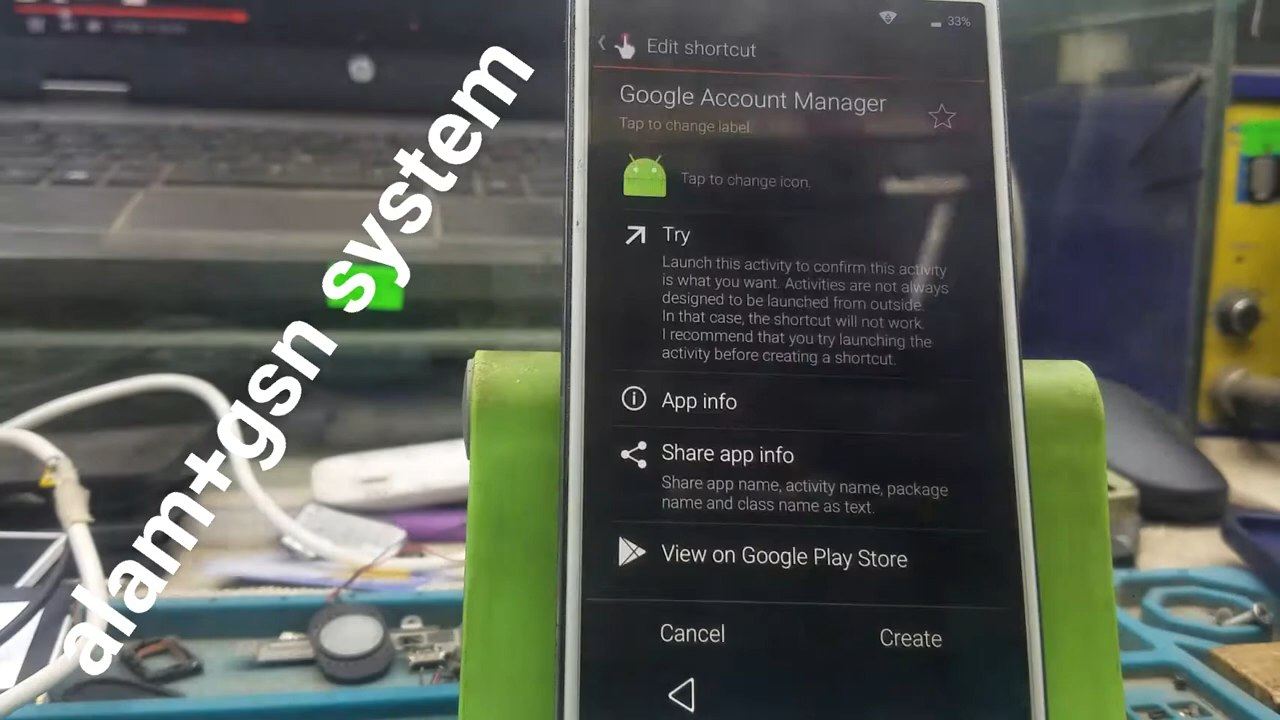 33%
Edit shortcut
Google Account Manager
Tap to change label.
Tap to change icon.
Try
Launch this activity to confirm this activity
is what you want. Activities are not always
designed to be launched from outside.
In that case, the shortcut will not work.
I recommend that you try launching the
activity before creating a shortcut.
App info
Share app info
Share app name, activity name, package
name and class name as text.
View on Google Play Store
Cancel
Create
alam+gsn system